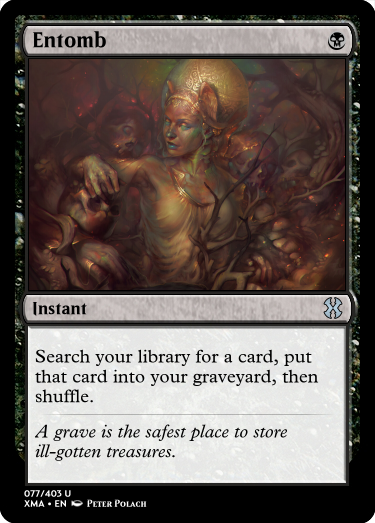 Entomb
Instant
Search your library for a card, put
that card into your graveyard, then
shuffle.
A grave is the safest place to store
ill-gotten treasures.
077/403 U
XMA • EN Peter Polach